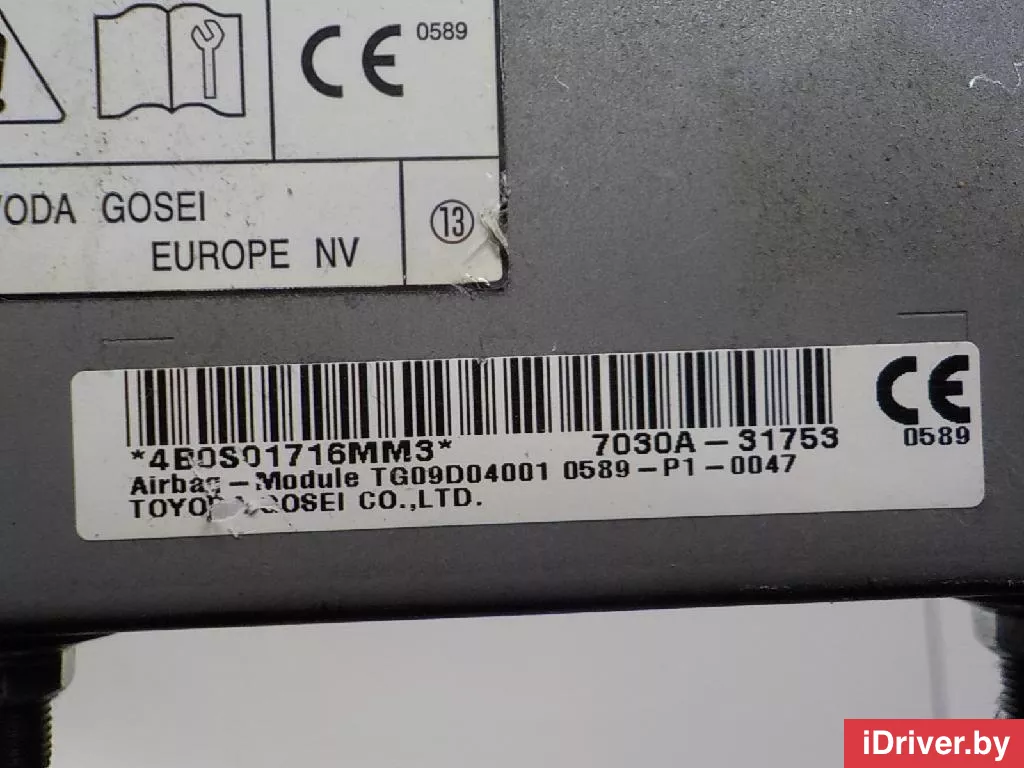 CE 0589
GOSEI
EUROPE NV
13
*4B0S01716MM3* 7030A-31753
CE 0589
Airbag-Module TG09D04001 0589-P1-0047
CO.,LTD.
iDriver.by